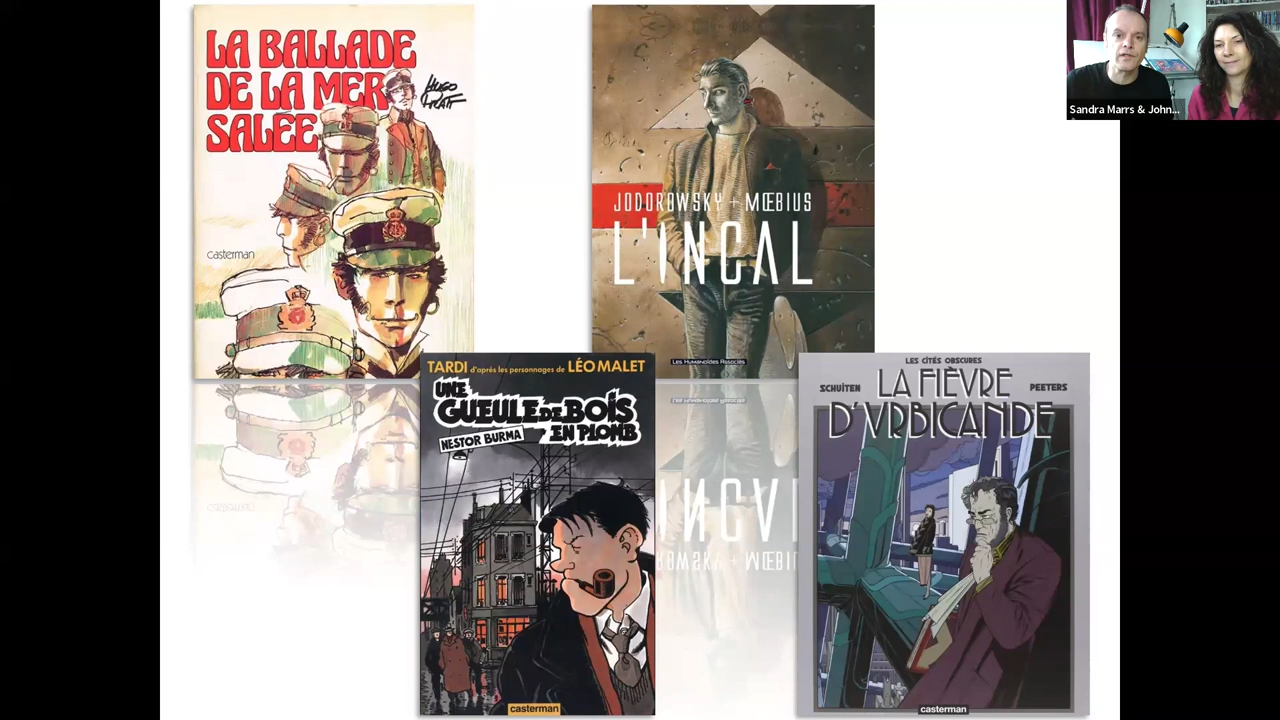 LA BALLADE
DE LA MER
SALÉE
HUGO
PRATT
casterman
JODOROWSKY + MŒBIUS
L'INCAL
Les Humanoïdes Associés
TARDI d'après les personnages de LÉO MALET
UNE
GUEULE DE BOIS
EN PLOMB
NESTOR BURMA
casterman
LES CITÉS OBSCURES
SCHUITEN
LA FIÈVRE
PEETERS
D'VRBICANDE
casterman
Sandra Marrs & John...